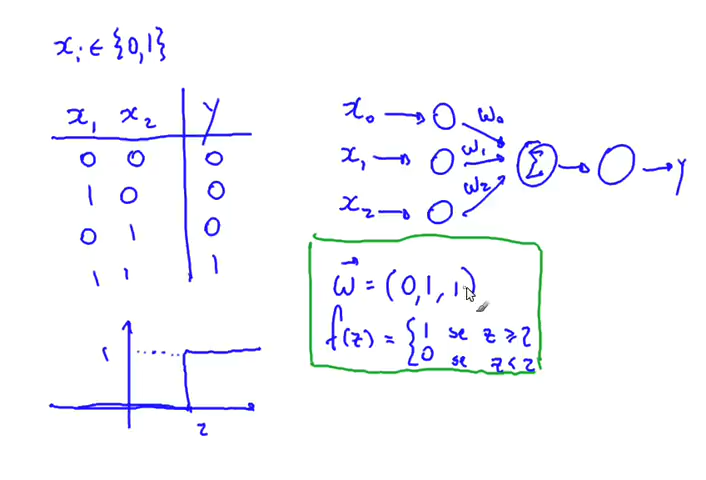 xᵢ ∈ {0,1}
x₁ x₂ y
0 0 0
1 0 0
0 1 0
1 1 1
1
2
x₀ w₀
x₁ w₁ Σ y
x₂ w₂
w⃗ = (0,1,1)
f(z) = { 1 se z ≥ 2
0 se z < 2